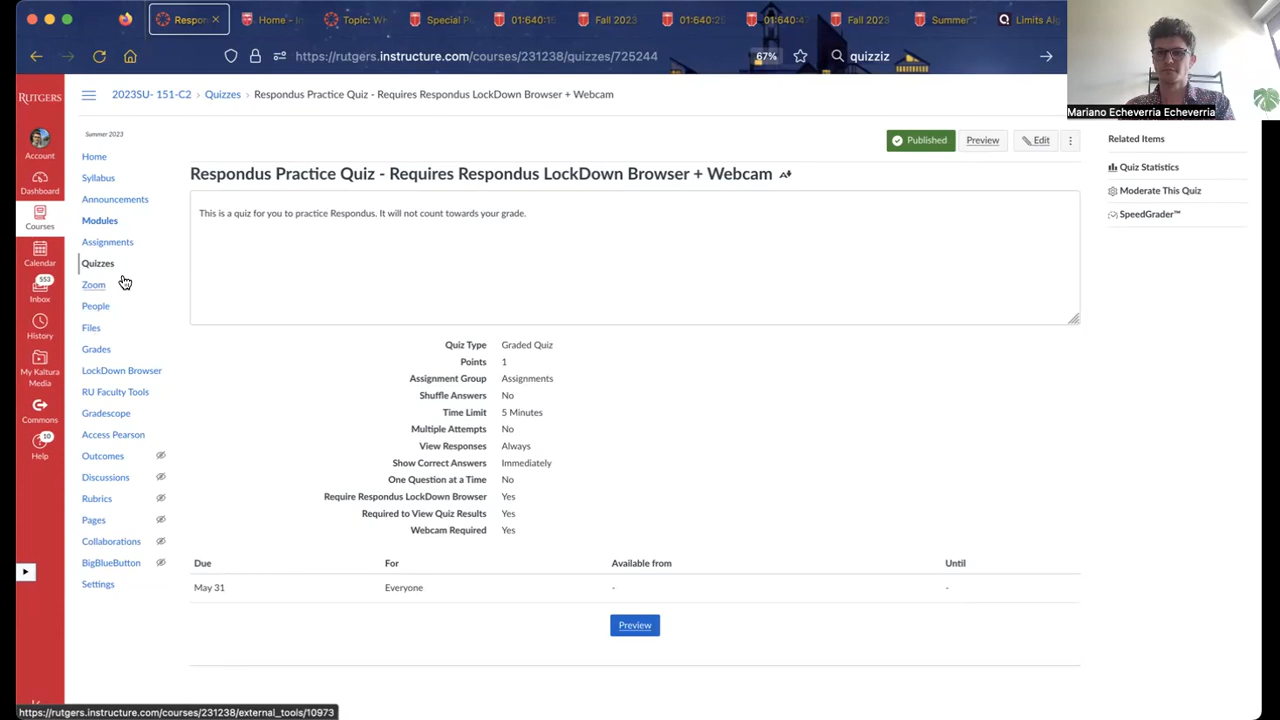 Respon
Home - In
Topic: Wh
Special P
01:640:15
Fall 2023
01:640:25
01:640:4
Fall 2023
Summer
Limits Alg
https://rutgers.instructure.com/courses/231238/quizzes/725244
67%
quizziz
Mariano Echeverria Echeverria
RUTGERS
Account
Dashboard
Courses
Calendar
553
Inbox
History
My Kaltura
Media
Commons
10
Help
2023SU- 151-C2 › Quizzes › Respondus Practice Quiz - Requires Respondus LockDown Browser + Webcam
Summer 2023
Home
Syllabus
Announcements
Modules
Assignments
Quizzes
Zoom
People
Files
Grades
LockDown Browser
RU Faculty Tools
Gradescope
Access Pearson
Outcomes
Discussions
Rubrics
Pages
Collaborations
BigBlueButton
Settings
Published
Preview
Edit
Respondus Practice Quiz - Requires Respondus LockDown Browser + Webcam
This is a quiz for you to practice Respondus. It will not count towards your grade.
Quiz Type Graded Quiz
Points 1
Assignment Group Assignments
Shuffle Answers No
Time Limit 5 Minutes
Multiple Attempts No
View Responses Always
Show Correct Answers Immediately
One Question at a Time No
Require Respondus LockDown Browser Yes
Required to View Quiz Results Yes
Webcam Required Yes
Due For Available from Until
May 31 Everyone - -
Preview
Related Items
Quiz Statistics
Moderate This Quiz
SpeedGrader™
https://rutgers.instructure.com/courses/231238/external_tools/10973